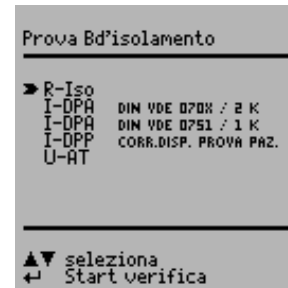 Prova Bd'isolamento
➤ R-Iso
I-DPA DIN VDE 070X / 2 K
I-DPA DIN VDE 0751 / 1 K
I-DPP CORR.DISP. PROVA PAZ.
U-AT
▲▼ seleziona
↵ Start verifica